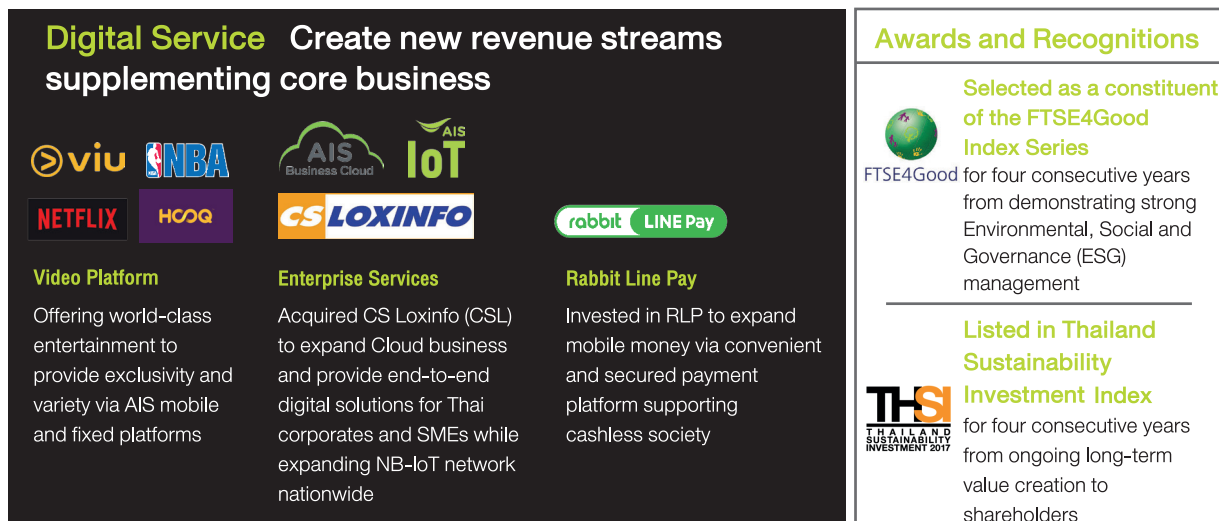 Digital Service Create new revenue streams
supplementing core business
viu
NBA
AIS
Business Cloud
AIS
IoT
NETFLIX
HOOQ
CS LOXINFO
rabbit LINE Pay
Video Platform
Offering world-class
entertainment to
provide exclusivity and
variety via AIS mobile
and fixed platforms
Enterprise Services
Acquired CS Loxinfo (CSL)
to expand Cloud business
and provide end-to-end
digital solutions for Thai
corporates and SMEs while
expanding NB-IoT network
nationwide
Rabbit Line Pay
Invested in RLP to expand
mobile money via convenient
and secured payment
platform supporting
cashless society
Awards and Recognitions
FTSE4Good
Selected as a constituent
of the FTSE4Good
Index Series
for four consecutive years
from demonstrating strong
Environmental, Social and
Governance (ESG)
management
THSI
THAILAND
SUSTAINABILITY
INVESTMENT 2017
Listed in Thailand
Sustainability
Investment Index
for four consecutive years
from ongoing long-term
value creation to
shareholders